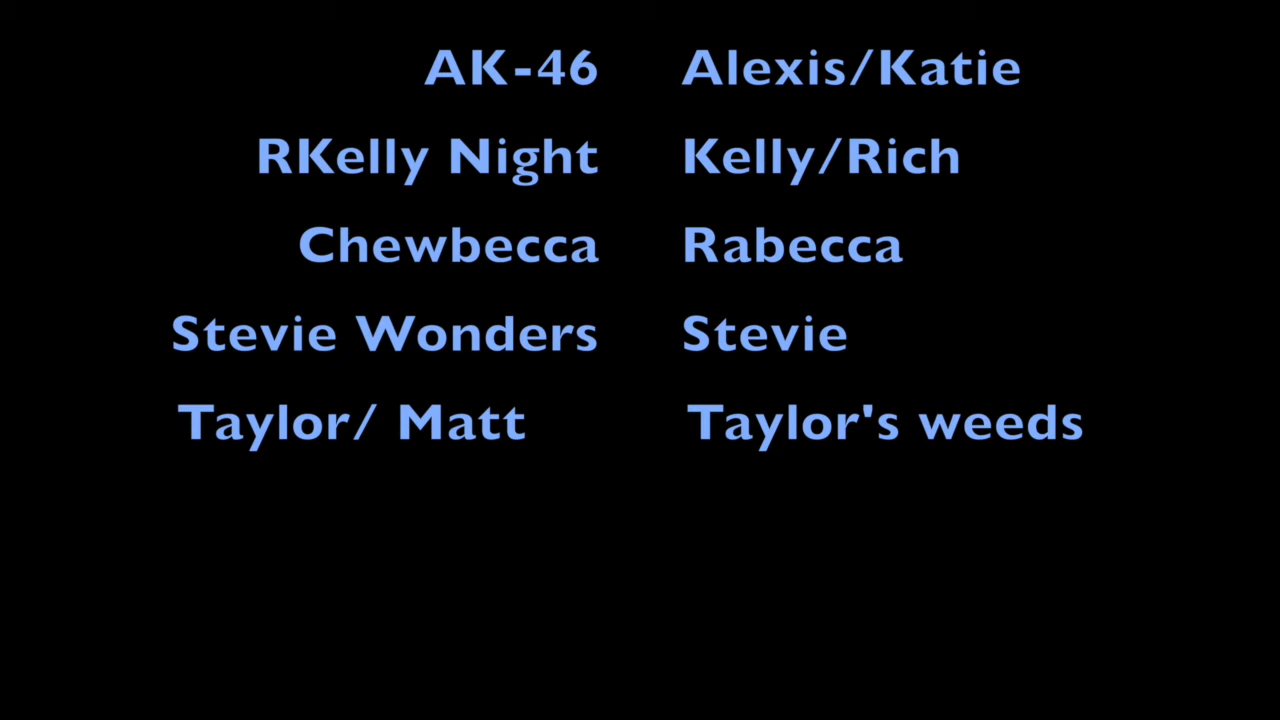 AK-46 Alexis/Katie
RKelly Night Kelly/Rich
Chewbecca Rabecca
Stevie Wonders Stevie
Taylor/ Matt Taylor's weeds